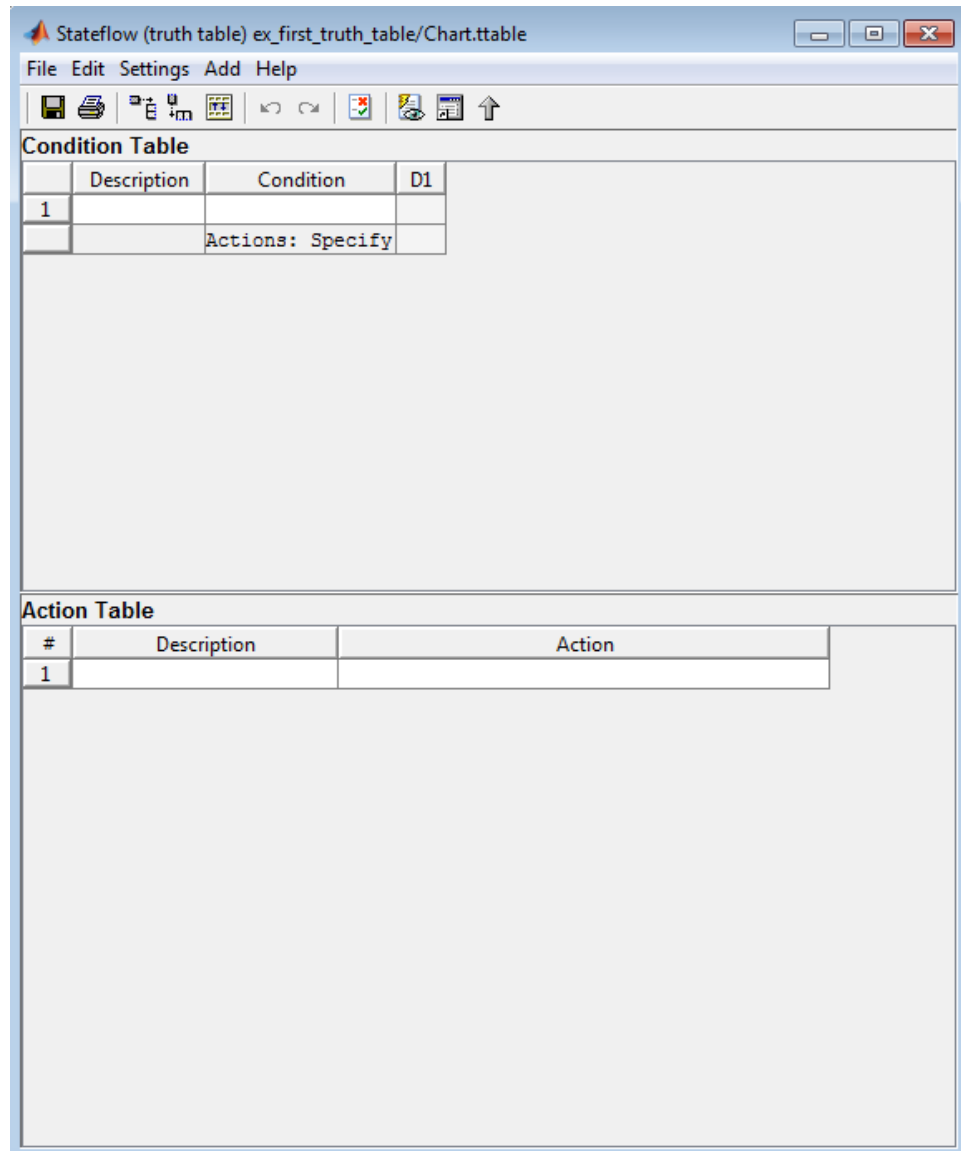 Stateflow (truth table) ex_first_truth_table/Chart.ttable
File Edit Settings Add Help
Condition Table
Description Condition D1
1
Actions: Specify
Action Table
# Description Action
1